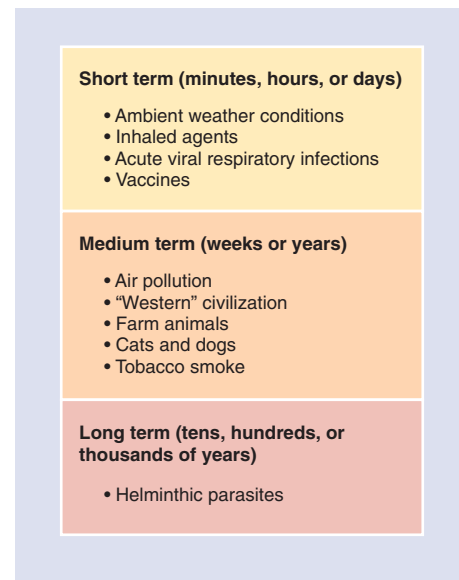 Short term (minutes, hours, or days)
• Ambient weather conditions
• Inhaled agents
• Acute viral respiratory infections
• Vaccines
Medium term (weeks or years)
• Air pollution
• “Western” civilization
• Farm animals
• Cats and dogs
• Tobacco smoke
Long term (tens, hundreds, or
thousands of years)
• Helminthic parasites